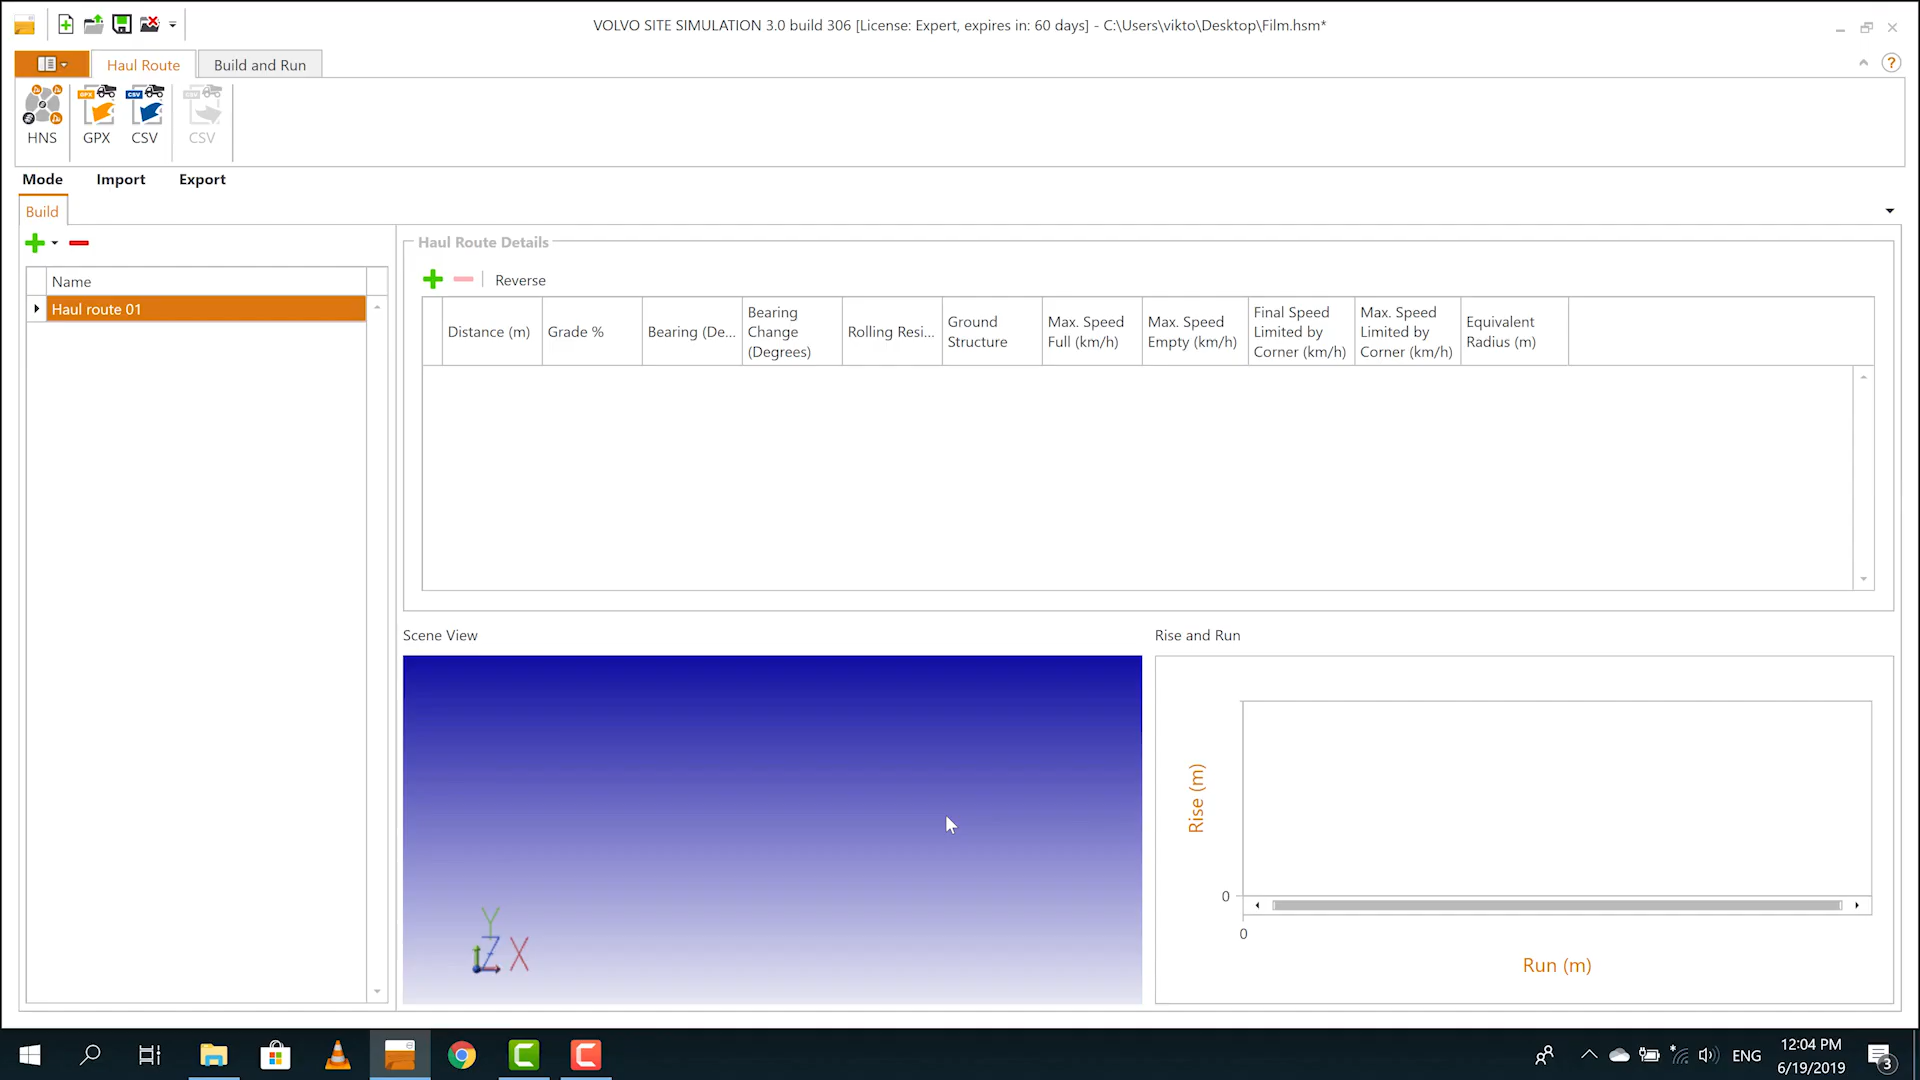 VOLVO SITE SIMULATION 3.0 build 306 [License: Expert, expires in: 60 days] - C:\Users\vikto\Desktop\Film.hsm*
Haul Route
Build and Run
?
GPX
CSV
HNS
GPX
CSV
CSV
Mode
Import
Export
Build
Name
Haul route 01
Haul Route Details
Reverse
Distance (m)
Grade %
Bearing (De...
Bearing
Change
(Degrees)
Rolling Resi...
Ground
Structure
Max. Speed
Full (km/h)
Max. Speed
Empty (km/h)
Final Speed
Limited by
Corner (km/h)
Max. Speed
Limited by
Corner (km/h)
Equivalent
Radius (m)
Scene View
Y
Z
X
Rise and Run
Rise (m)
0
0
Run (m)
ENG
12:04 PM
6/19/2019
3